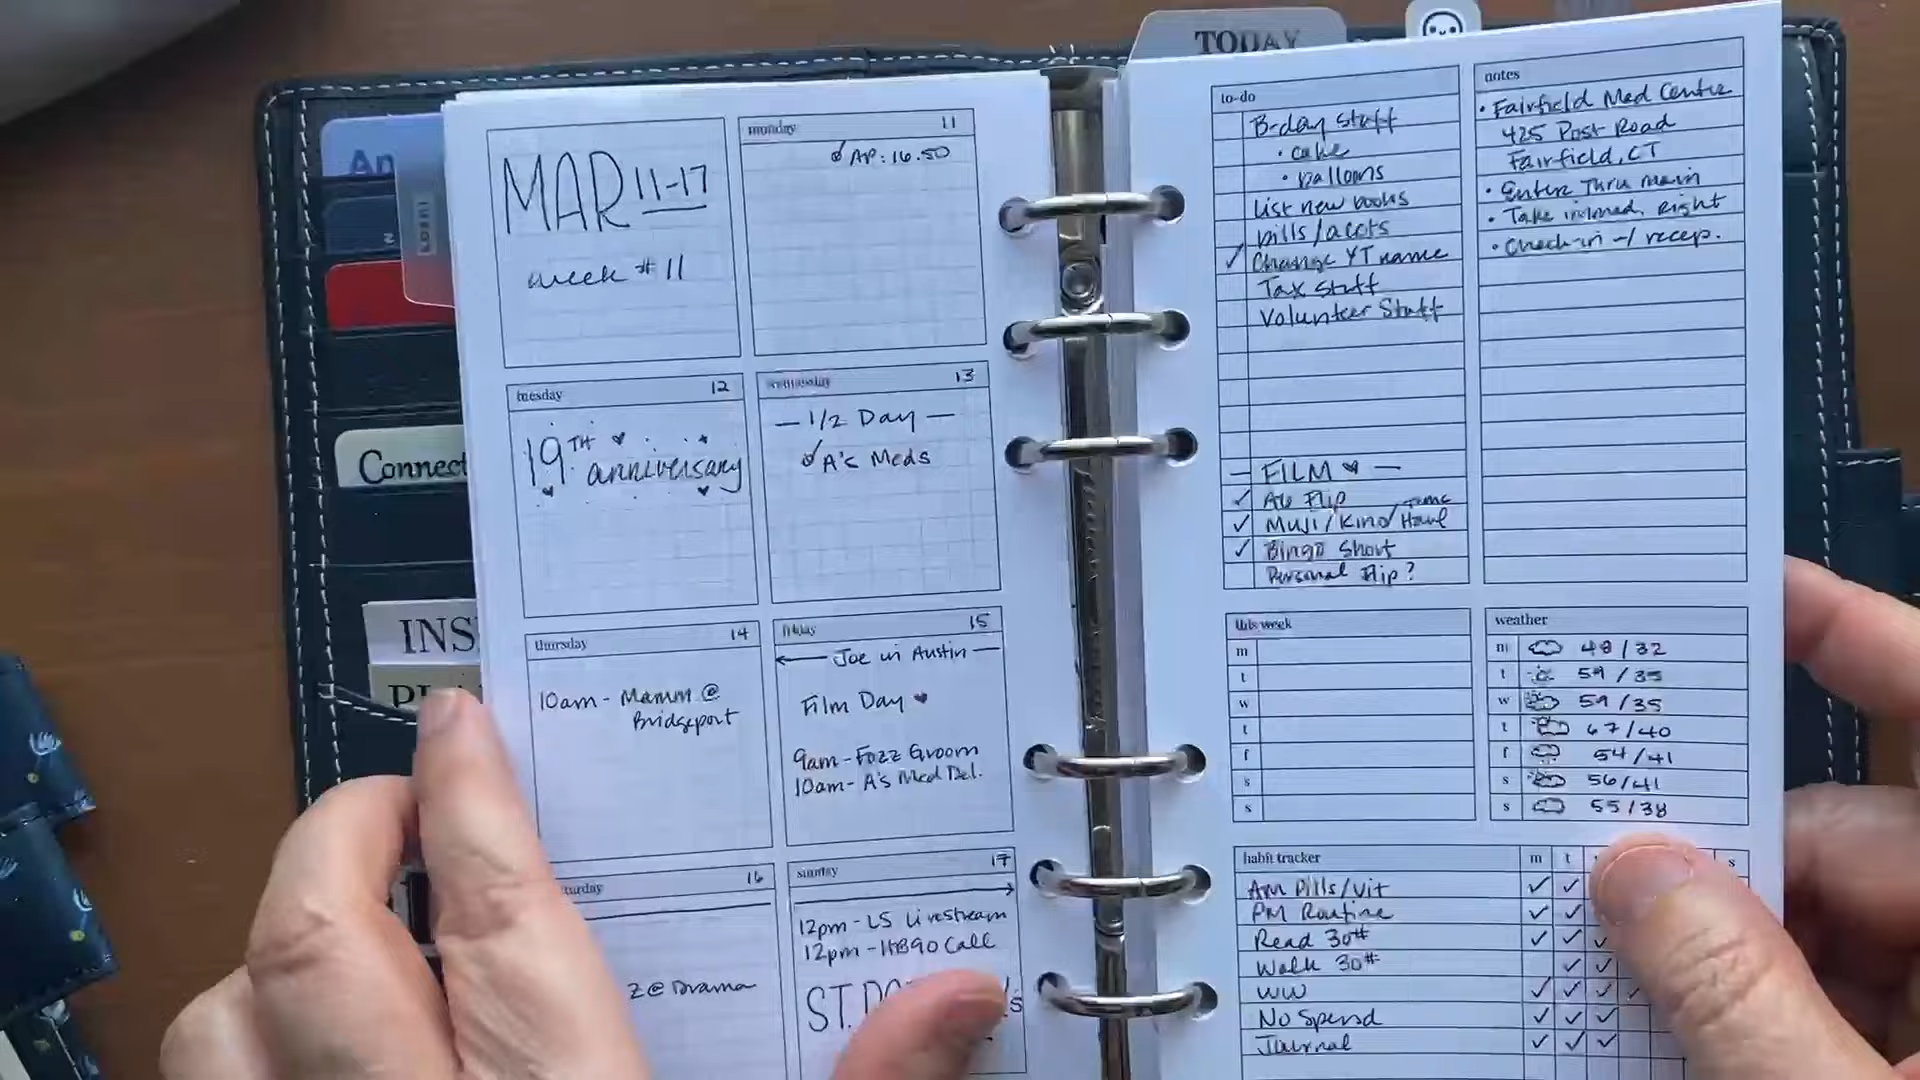 TODAY
An
Connect
INS
MAR 11-17
week #11
monday 11
AP: 16.50
tuesday 12
19TH
anniversary
wednesday 13
— 1/2 Day —
A's Meds
thursday 14
10am - Mamm @
Bridgeport
friday 15
Joe in Austin
Film Day
9am - Fozz Groom
10am - A's Med Del.
turday 16
Z @ Drama
sunday 17
12pm - LS Livestream
12pm - HB90 Call
ST.
to-do
B-day Stuff
• cake
• balloons
List new books
bills/accts
✓ Change YT name
Tax Stuff
Volunteer Stuff
— FILM —
✓ A6 Flip
✓ Muji/Kino/ Haul
✓ Bingo Short
Personal Flip?
notes
• Fairfield Med Center
425 Post Road
Fairfield, CT
• Enter Thru main
• Take immed. Right
• Check-in w/ recep.
this week
m
t
w
t
f
s
s
weather
m 48/32
t 59/35
w 59/35
t 67/40
f 54/41
s 56/41
s 55/38
habit tracker m t s
AM Pills/Vit ✓ ✓
PM Routine ✓ ✓
Read 30# ✓ ✓ ✓
Walk 30# ✓ ✓
WW ✓ ✓ ✓ ✓
No Spend ✓ ✓ ✓
Journal ✓ ✓ ✓